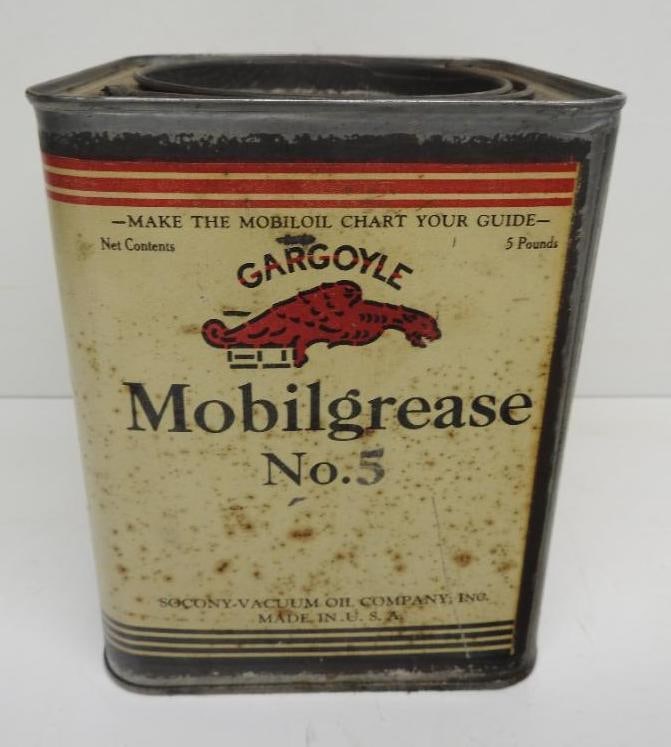 —MAKE THE MOBILOIL CHART YOUR GUIDE—
Net Contents 5 Pounds
GARGOYLE
Mobilgrease
No.5
SOCONY-VACUUM OIL COMPANY, INC.
MADE IN U. S. A.